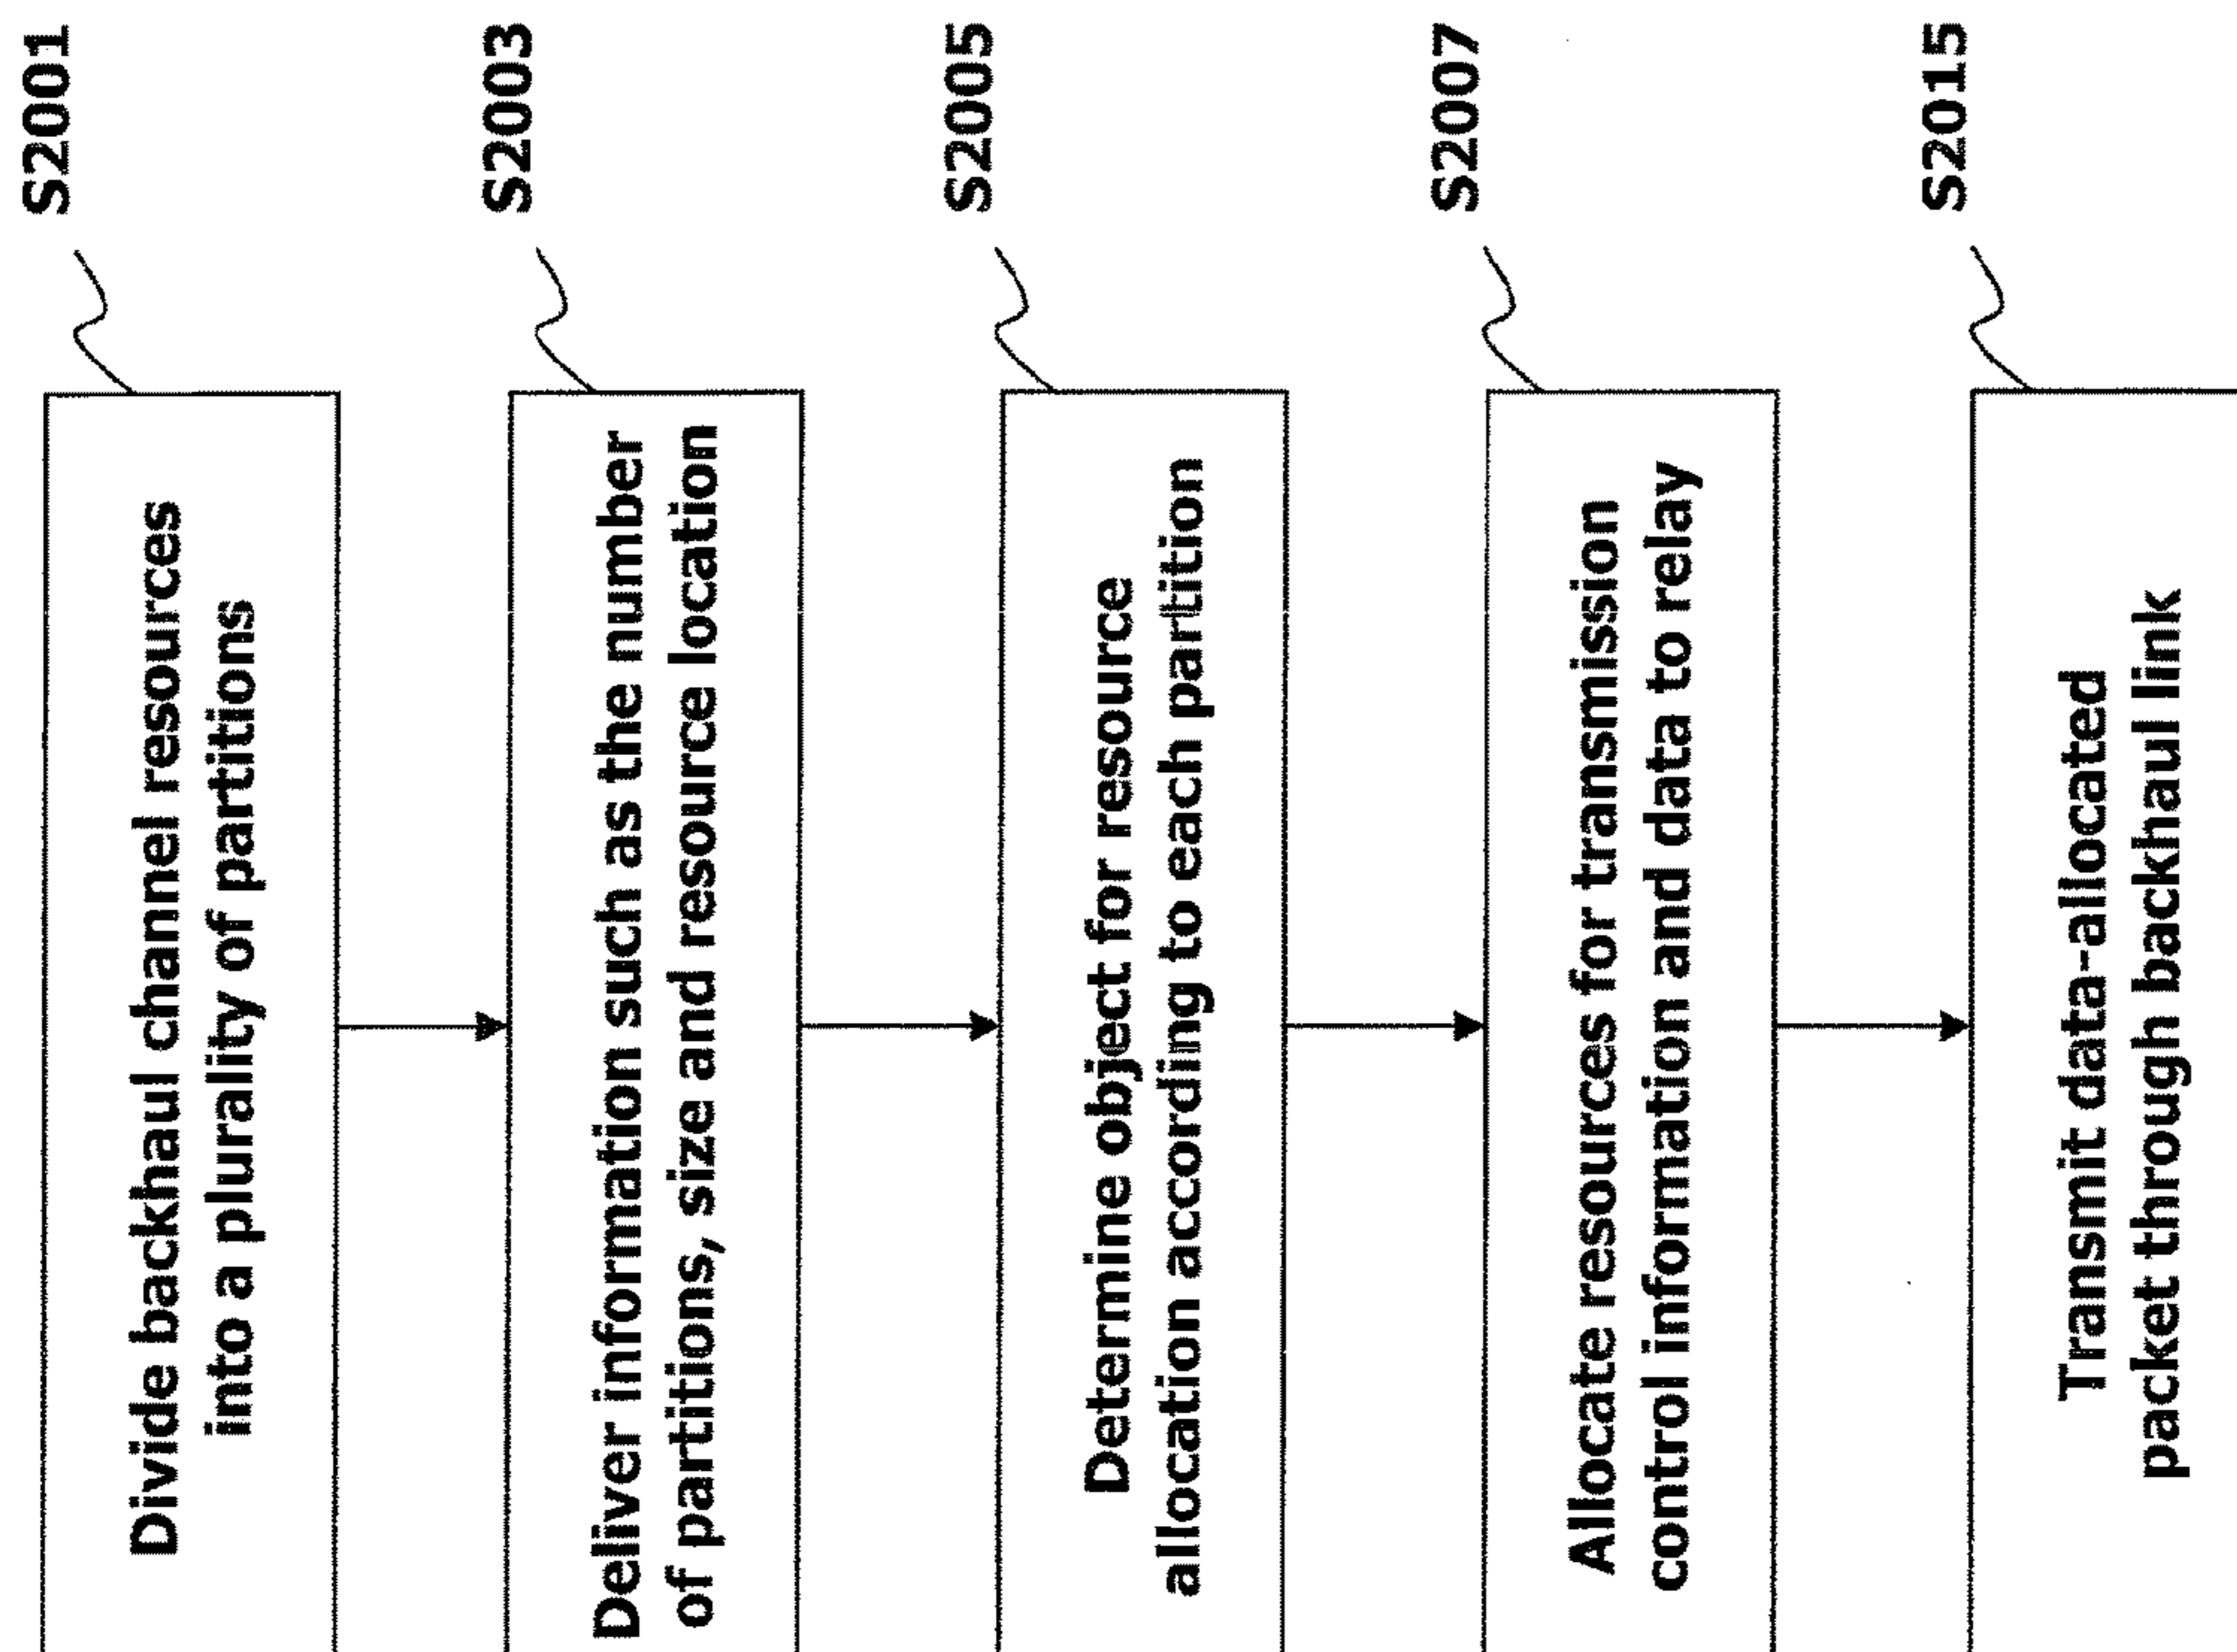 S2001
Divide backhaul channel resources
into a plurality of partitions
S2003
Deliver information such as the number
of partitions, size and resource location
S2005
Determine object for resource
allocation according to each partition
S2007
Allocate resources for transmission
control information and data to relay
S2015
Transmit data-allocated
packet through backhaul link